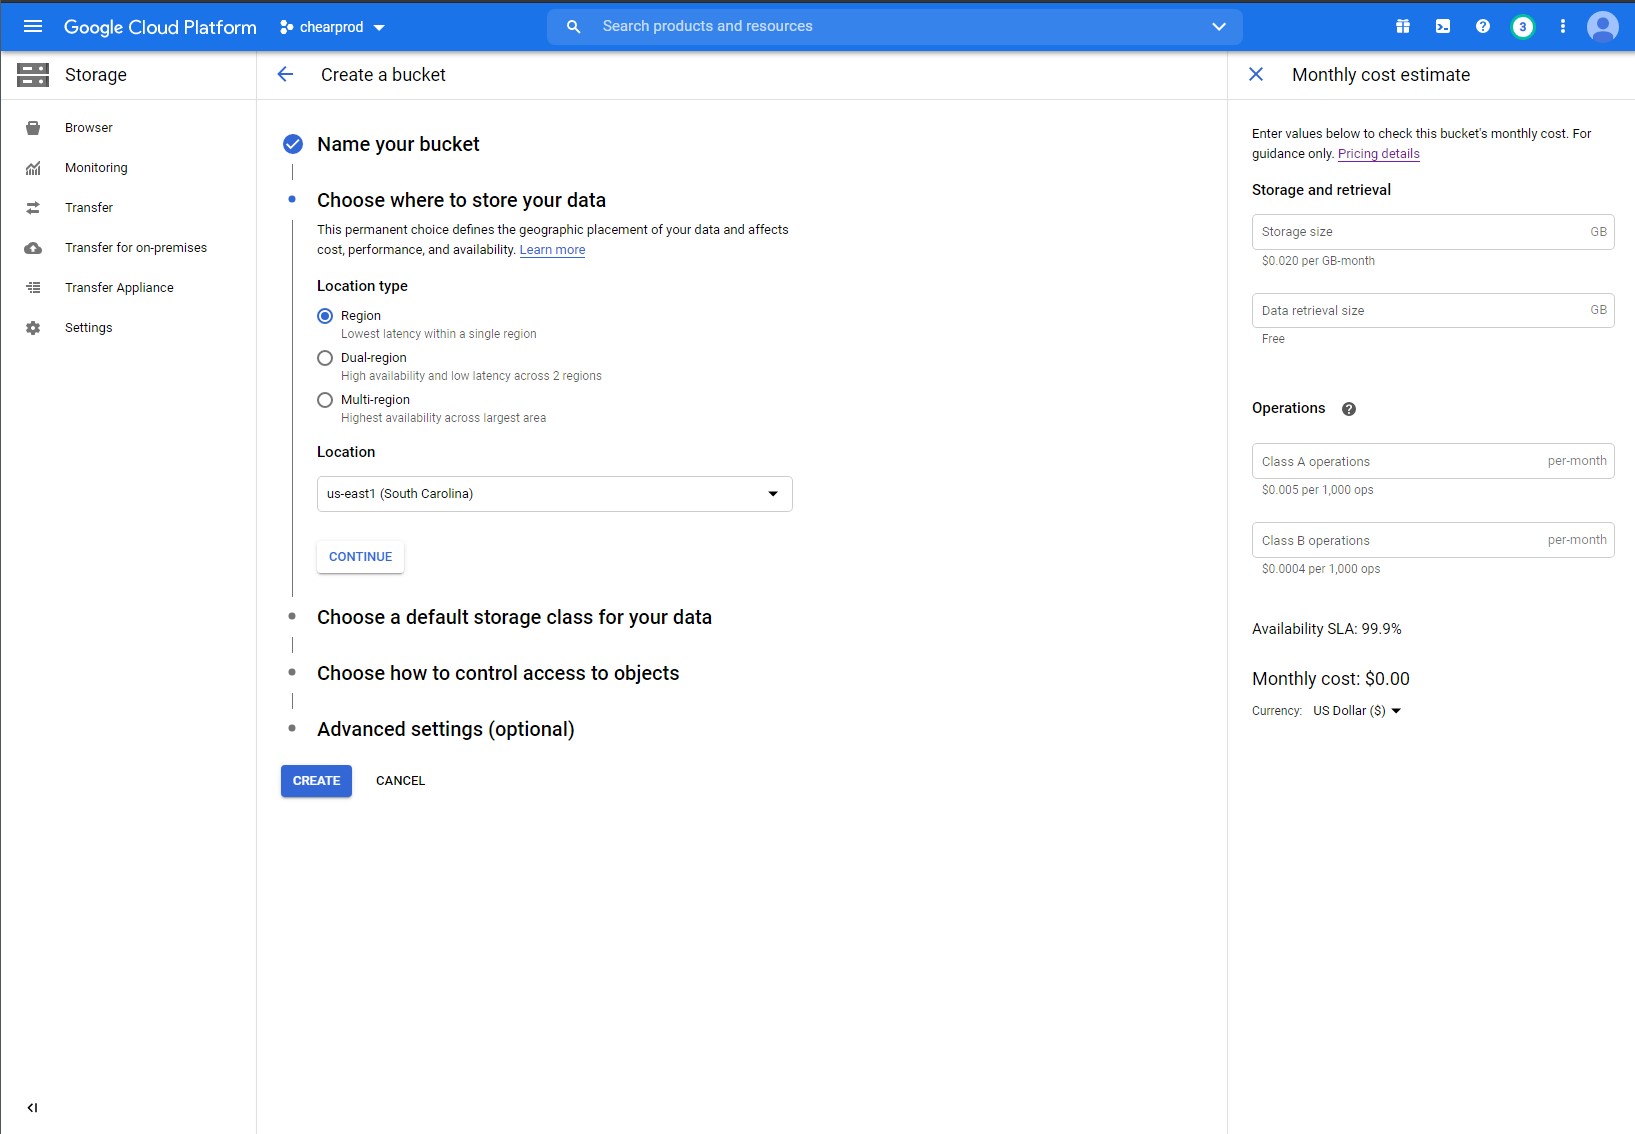 Google Cloud Platform
chearprod
Search products and resources
3
Storage
Browser
Monitoring
Transfer
Transfer for on-premises
Transfer Appliance
Settings
Create a bucket
Name your bucket
Choose where to store your data
This permanent choice defines the geographic placement of your data and affects
cost, performance, and availability. Learn more
Location type
Region
Lowest latency within a single region
Dual-region
High availability and low latency across 2 regions
Multi-region
Highest availability across largest area
Location
us-east1 (South Carolina)
CONTINUE
Choose a default storage class for your data
Choose how to control access to objects
Advanced settings (optional)
CREATE
CANCEL
Monthly cost estimate
Enter values below to check this bucket's monthly cost. For
guidance only. Pricing details
Storage and retrieval
Storage size GB
$0.020 per GB-month
Data retrieval size GB
Free
Operations
Class A operations per-month
$0.005 per 1,000 ops
Class B operations per-month
$0.0004 per 1,000 ops
Availability SLA: 99.9%
Monthly cost: $0.00
Currency: US Dollar ($)